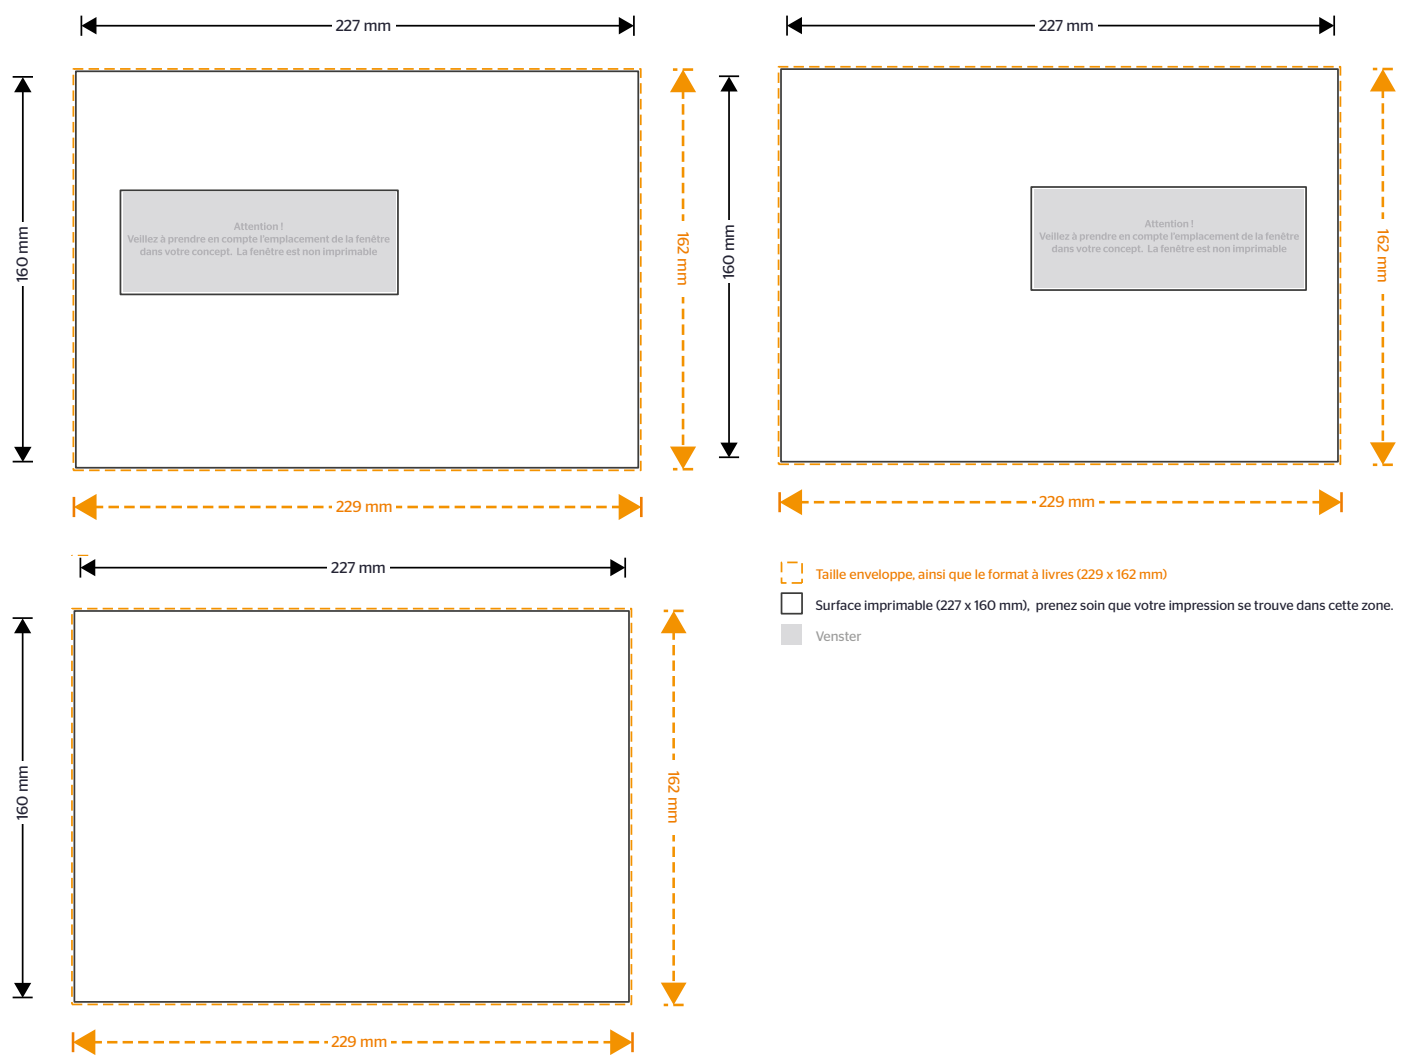 227 mm
227 mm
160 mm
Attention !
Veillez à prendre en compte l'emplacement de la fenêtre
dans votre concept. La fenêtre est non imprimable
162 mm
160 mm
Attention !
Veillez à prendre en compte l'emplacement de la fenêtre
dans votre concept. La fenêtre est non imprimable
162 mm
229 mm
229 mm
227 mm
Taille enveloppe, ainsi que le format à livres (229 x 162 mm)
Surface imprimable (227 x 160 mm), prenez soin que votre impression se trouve dans cette zone.
Venster
160 mm
162 mm
229 mm